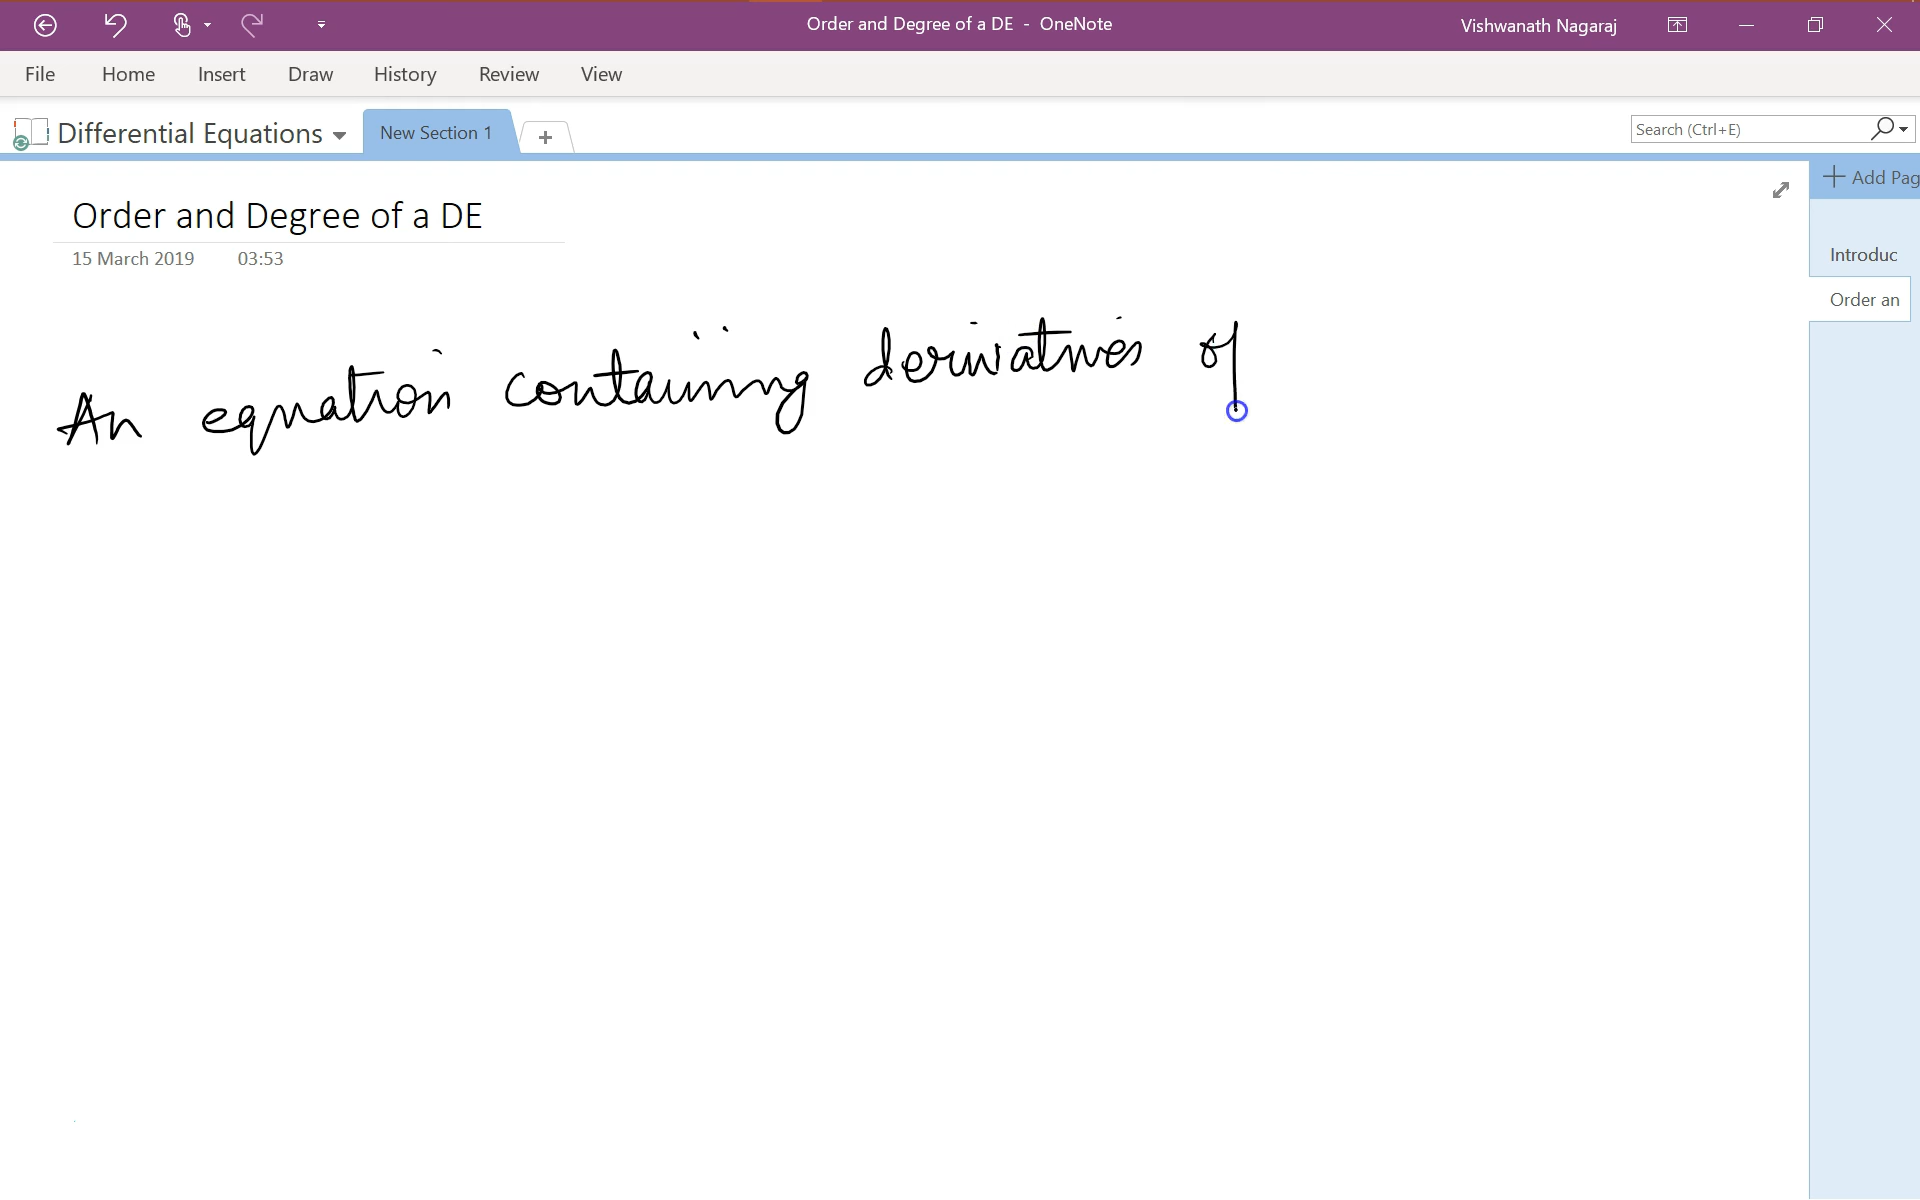 Order and Degree of a DE - OneNote
Vishwanath Nagaraj
File Home Insert Draw History Review View
Differential Equations
New Section 1
+
Search (Ctrl+E)
Add Pag
Order and Degree of a DE
15 March 2019 03:53
Introduc
Order an
An equation containing derivatives of